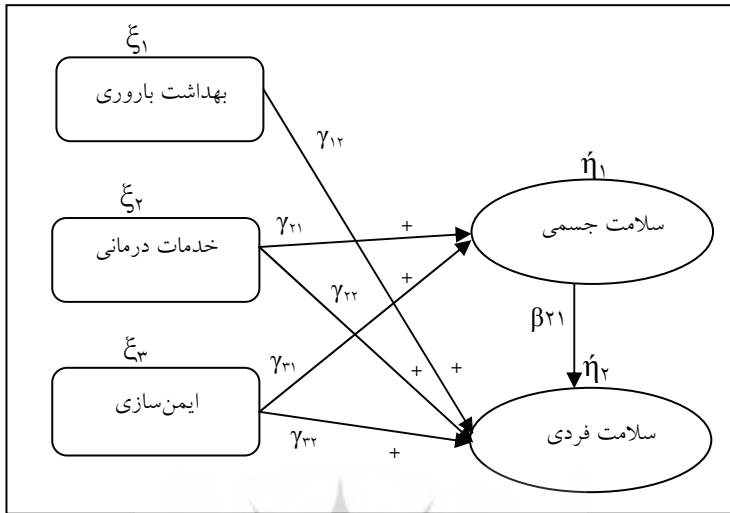 ξ۱
بهداشت باروری
γ۱۲
ή۱
سلامت جسمی
ξ۲
خدمات درمانی
γ۲۱
+
+
γ۲۲
β۲۱
ξ۳
ایمن‌سازی
γ۳۱
+
+
ή۲
سلامت فردی
γ۳۲
+